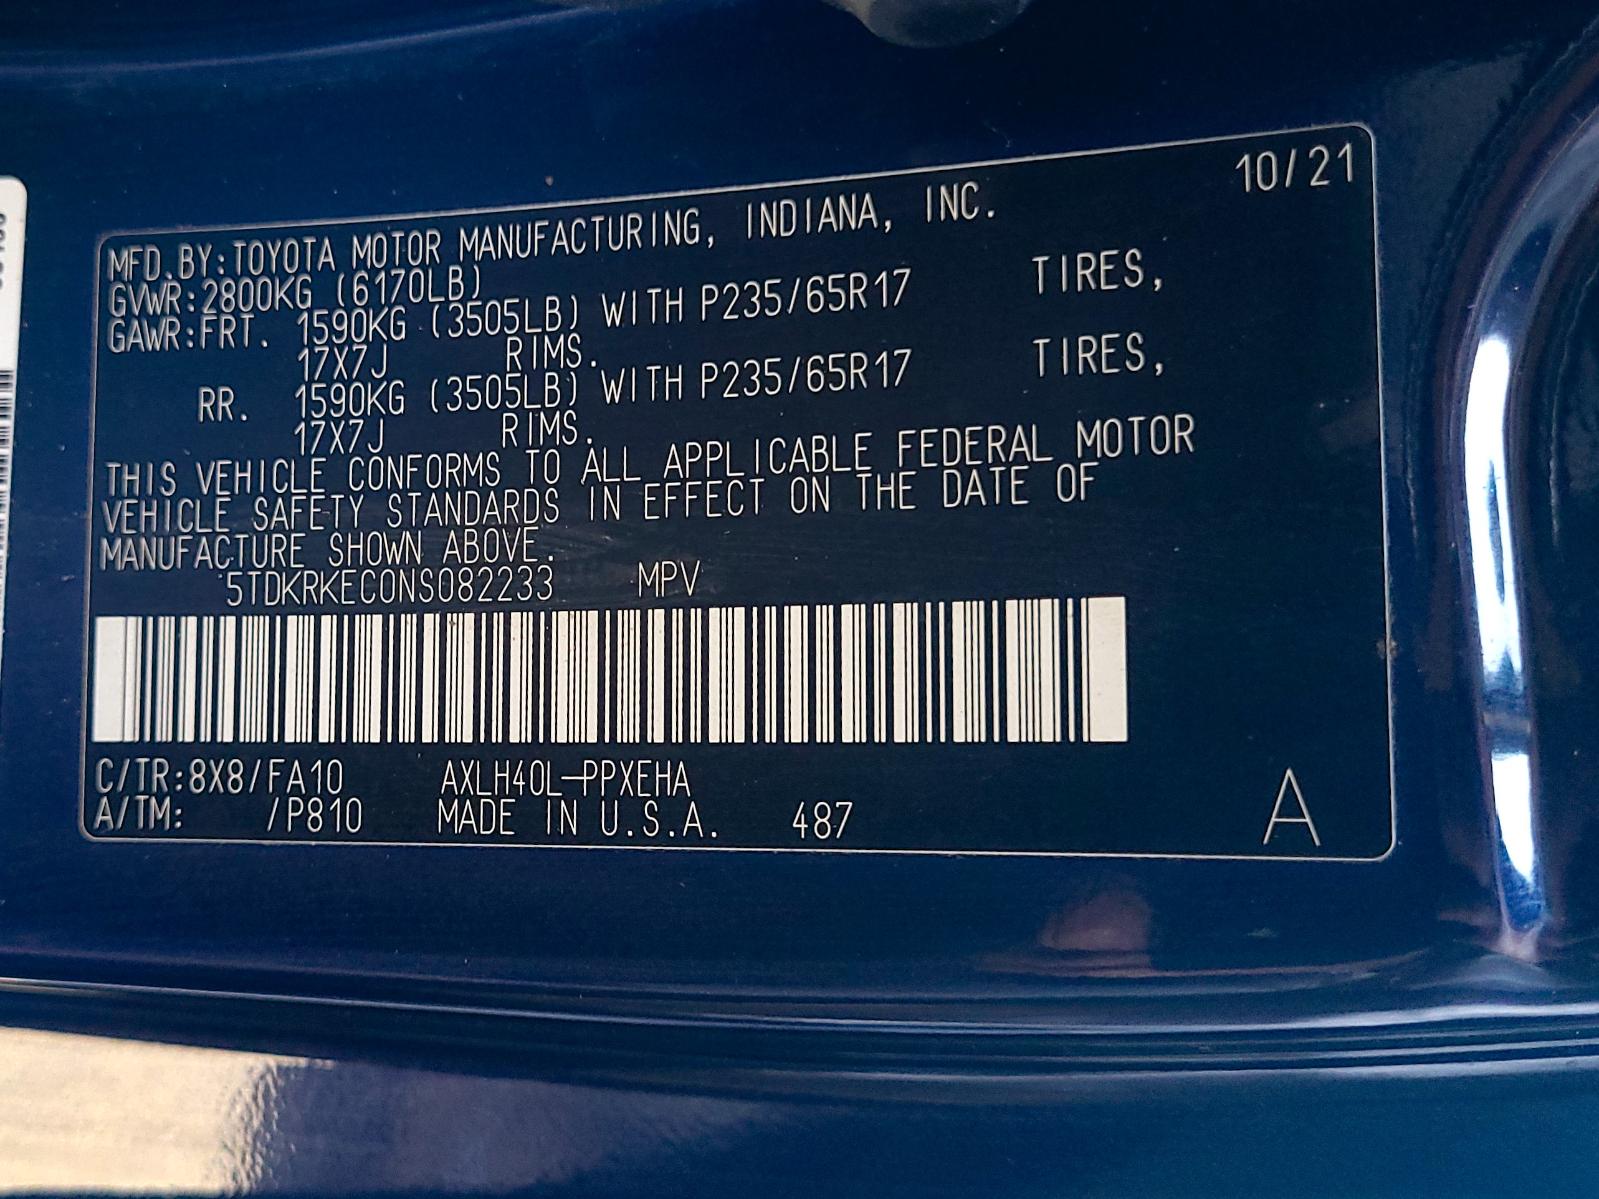 10/21
MFD.BY:TOYOTA MOTOR MANUFACTURING, INDIANA, INC.
GVWR:2800KG (6170LB)
GAWR:FRT. 1590KG (3505LB) WITH P235/65R17 TIRES,
17X7J RIMS.
RR. 1590KG (3505LB) WITH P235/65R17 TIRES,
17X7J RIMS.
THIS VEHICLE CONFORMS TO ALL APPLICABLE FEDERAL MOTOR
VEHICLE SAFETY STANDARDS IN EFFECT ON THE DATE OF
MANUFACTURE SHOWN ABOVE.
5TDKRKEC0NS082233 MPV
C/TR:8X8/FA10 AXLH40L-PPXEHA
A/TM: /P810 MADE IN U.S.A. 487
A